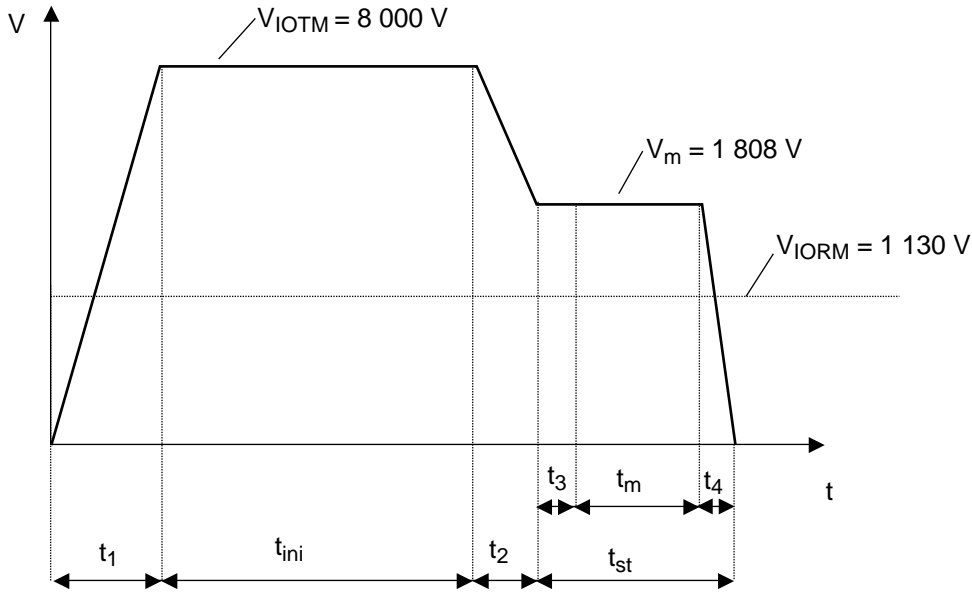 V
VIOTM = 8 000 V
Vm = 1 808 V
VIORM = 1 130 V
t3
tm
t4
t
t1
tini
t2
tst